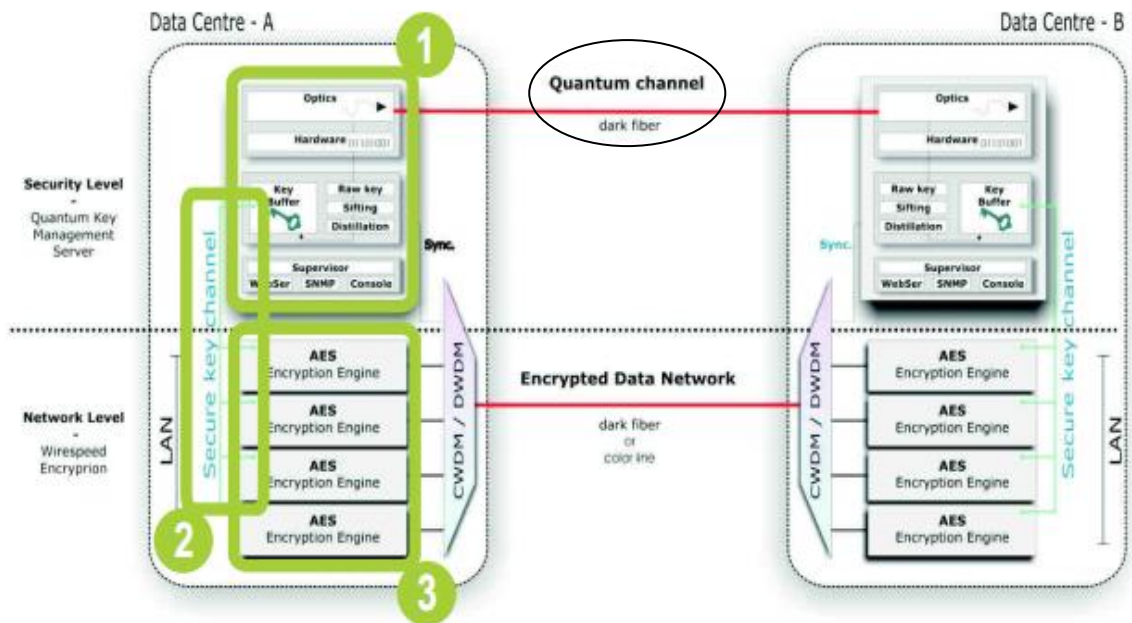 Data Centre - A
Data Centre - B
1
Optics
Hardware
Key
Buffer
Raw key
Sifting
Distillation
Supervisor
WebSer SNMP Console
Quantum channel
dark fiber
Optics
Hardware
Raw key
Sifting
Distillation
Key
Buffer
Supervisor
WebSer SNMP Console
Security Level
-
Quantum Key
Management
Server
Sync.
Sync.
Secure key channel
Secure key channel
Network Level
-
Wirespeed
Encryprion
LAN
AES
Encryption Engine
AES
Encryption Engine
AES
Encryption Engine
AES
Encryption Engine
CWDM / DWDM
Encrypted Data Network
dark fiber
or
color line
CWDM / DWDM
AES
Encryption Engine
AES
Encryption Engine
AES
Encryption Engine
AES
Encryption Engine
LAN
2
3